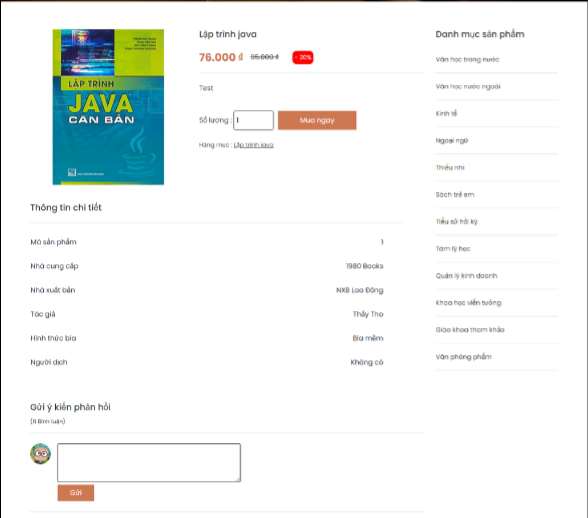 LẬP TRÌNH
JAVA
CĂN BẢN
Lập trình java
76.000 ₫ 95.000 ₫ - 20%
Test
Số lượng : 1 Mua ngay
Hạng mục : Lập trình java
Thông tin chi tiết
Mã sản phẩm 1
Nhà cung cấp 1980 Books
Nhà xuất bản NXB Lao Động
Tác giả Thầy Thọ
Hình thức bìa Bìa mềm
Người dịch Không có
Gửi ý kiến phản hồi
(0 Bình luận)
Gửi
Danh mục sản phẩm
Văn học trong nước
Văn học nước ngoài
Kinh tế
Ngoại ngữ
Thiếu nhi
Sách trẻ em
Tiểu sử hồi ký
Tâm lý học
Quản lý kinh doanh
Khoa học viễn tưởng
Giáo khoa tham khảo
Văn phòng phẩm